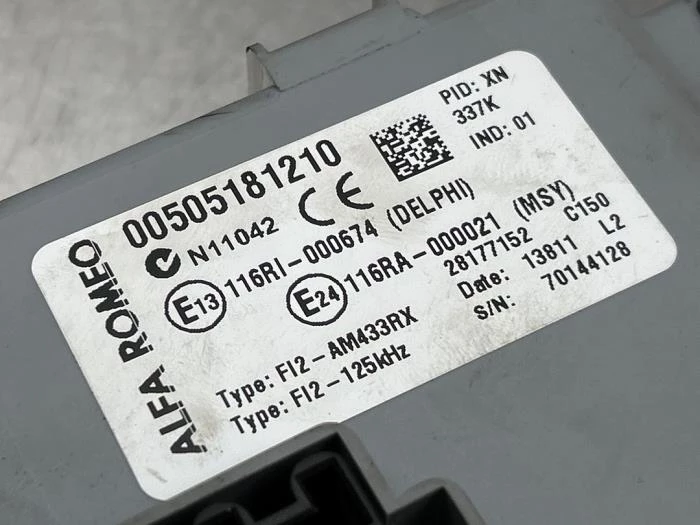 ALFA ROMEO
00505181210
N11042 CE
E13 116RI-000674 (DELPHI)
E24 116RA-000021 (MSY)
Type: FI2-AM433RX
Type: FI2-125kHz
PID: XN
337K
IND: 01
28177152 C150
Date: 13811 L2
S/N: 70144128